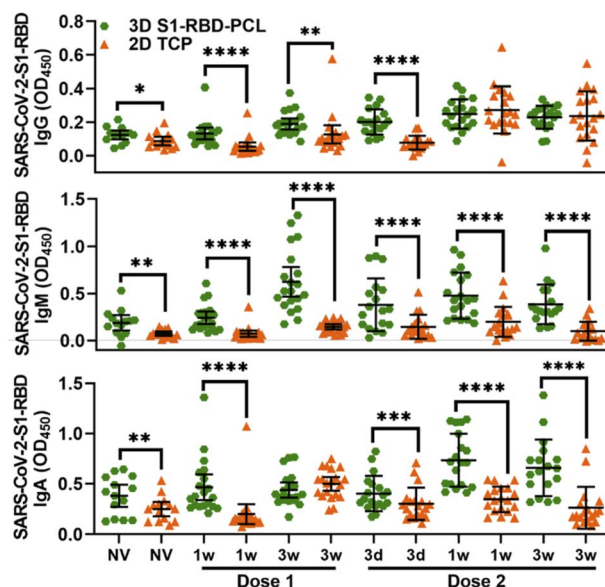 3D S1-RBD-PCL
2D TCP
SARS-CoV-2-S1-RBD
IgG (OD450)
0.8
0.6
0.4
0.2
0.0
* **** ** ****
SARS-CoV-2-S1-RBD
IgM (OD450)
1.5
1.0
0.5
0.0
** **** **** **** **** ****
SARS-CoV-2-S1-RBD
IgA (OD450)
1.5
1.0
0.5
0.0
** **** *** **** ****
NV NV 1w 1w 3w 3w 3d 3d 1w 1w 3w 3w
Dose 1 Dose 2